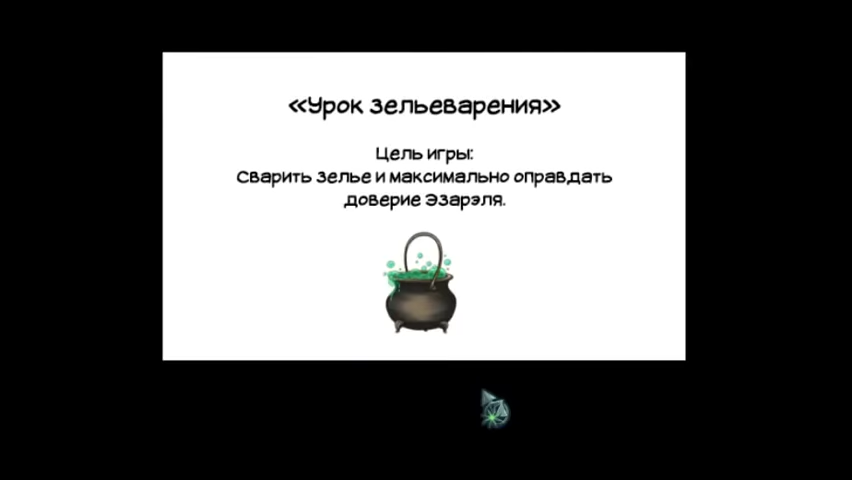 «Урок зельеварения»
Цель игры:
Сварить зелье и максимально оправдать
доверие Эзарэля.